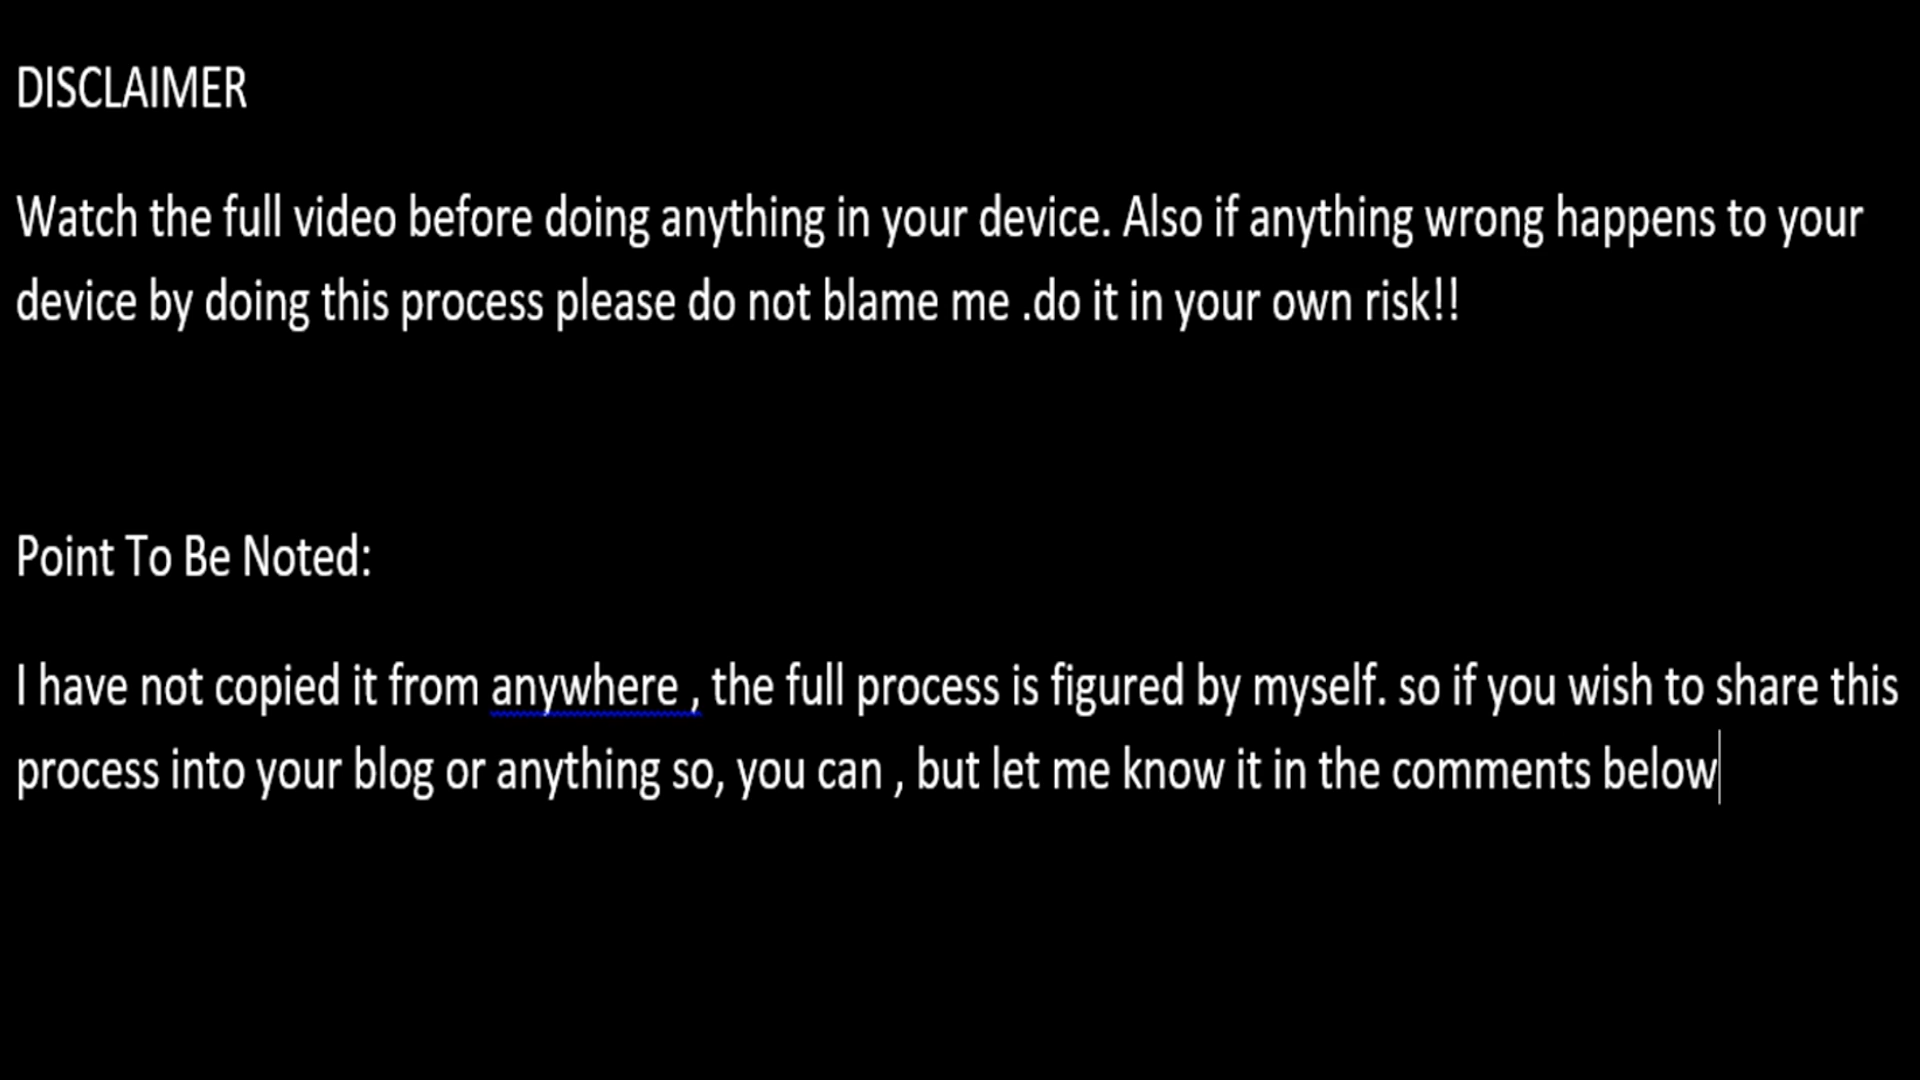 DISCLAIMER
Watch the full video before doing anything in your device. Also if anything wrong happens to your
device by doing this process please do not blame me .do it in your own risk!!
Point To Be Noted:
I have not copied it from anywhere , the full process is figured by myself. so if you wish to share this
process into your blog or anything so, you can , but let me know it in the comments below